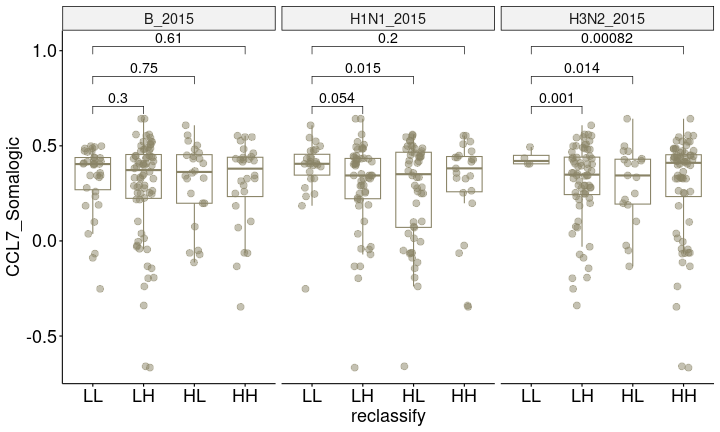 B_2015 H1N1_2015 H3N2_2015
0.61 0.2 0.00082
0.75 0.015 0.014
0.3 0.054 0.001
1.0
0.5
0.0
-0.5
CCL7_Somalogic
LL LH HL HH LL LH HL HH LL LH HL HH
reclassify